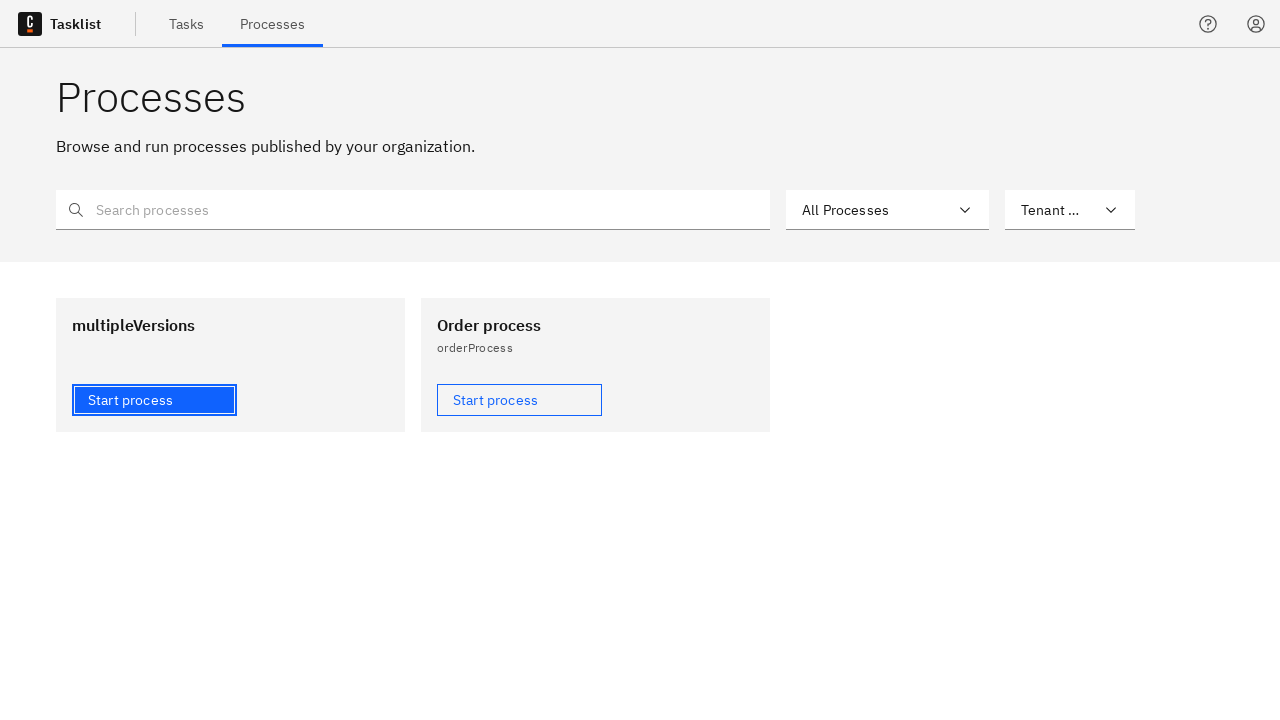 Tasklist
Tasks
Processes
Processes
Browse and run processes published by your organization.
Search processes
All Processes
Tenant ...
multipleVersions
Start process
Order process
orderProcess
Start process